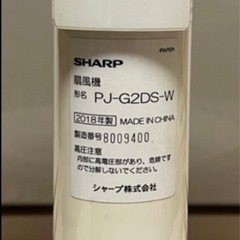 SHARP
扇風機
形名 PJ-G2DS-W
2018年製 MADE IN CHINA
製造番号 8009400
高圧注意
内部に高電圧部があり、危険です
ので分解しないでください。
シャープ株式会社